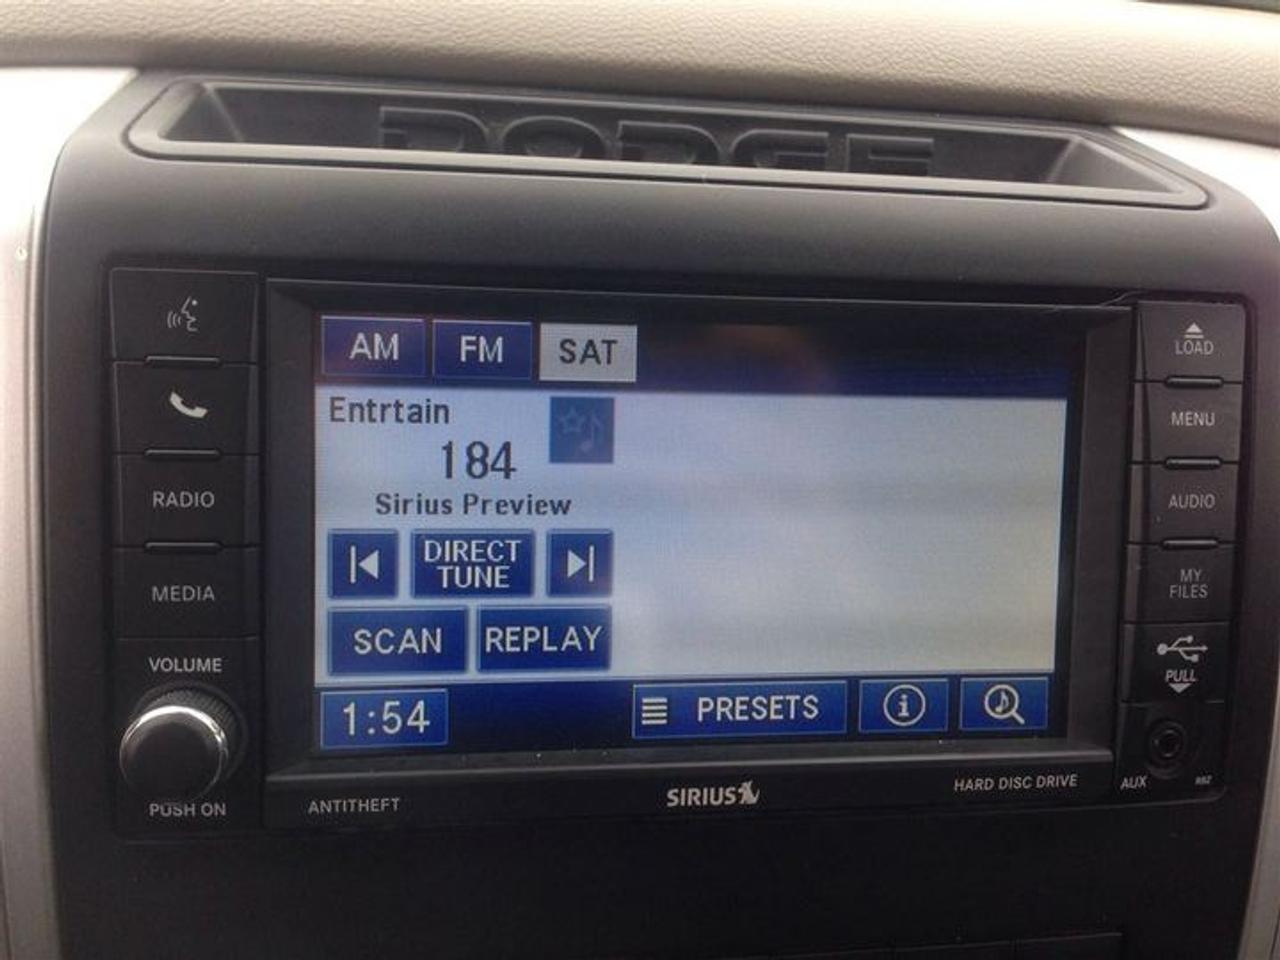 DODGE
AM FM SAT
Entrtain
184
Sirius Preview
DIRECT
TUNE
SCAN REPLAY
1:54 PRESETS
RADIO
MEDIA
VOLUME
PUSH ON
LOAD
MENU
AUDIO
MY
FILES
PULL
AUX
ANTITHEFT
SIRIUS
HARD DISC DRIVE